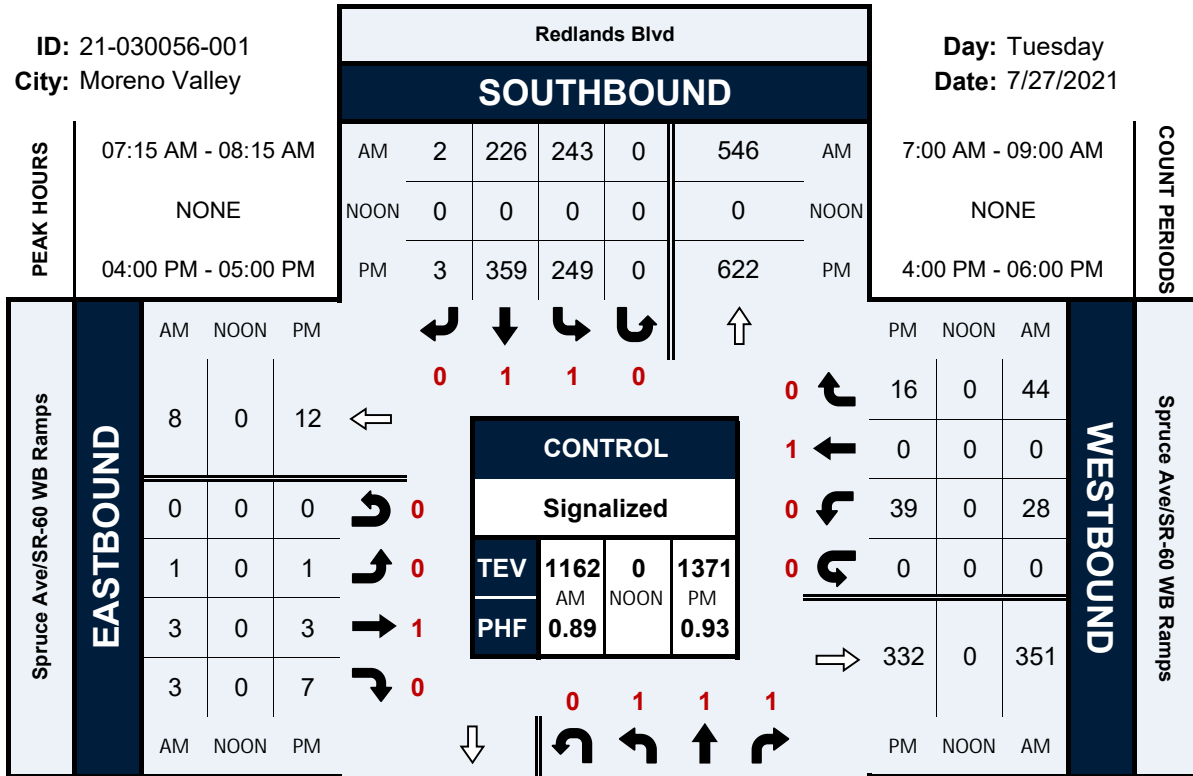 Redlands Blvd
ID: 21-030056-001
City: Moreno Valley
Day: Tuesday
Date: 7/27/2021
SOUTHBOUND
PEAK HOURS
07:15 AM - 08:15 AM
NONE
04:00 PM - 05:00 PM
AM 2 226 243 0 546 AM
NOON 0 0 0 0 0 NOON
PM 3 359 249 0 622 PM
7:00 AM - 09:00 AM
NONE
4:00 PM - 06:00 PM
COUNT PERIODS
0 1 1 0
Spruce Ave/SR-60 WB Ramps
EASTBOUND
AM NOON PM
8 0 12
0 0 0 0
1 0 1 0
3 0 3 1
3 0 7 0
AM NOON PM
CONTROL
Signalized
TEV 1162 0 1371
AM NOON PM
PHF 0.89 0.93
PM NOON AM
0 16 0 44
1 0 0 0
0 39 0 28
0 0 0 0
332 0 351
PM NOON AM
WESTBOUND
Spruce Ave/SR-60 WB Ramps
0 1 1 1